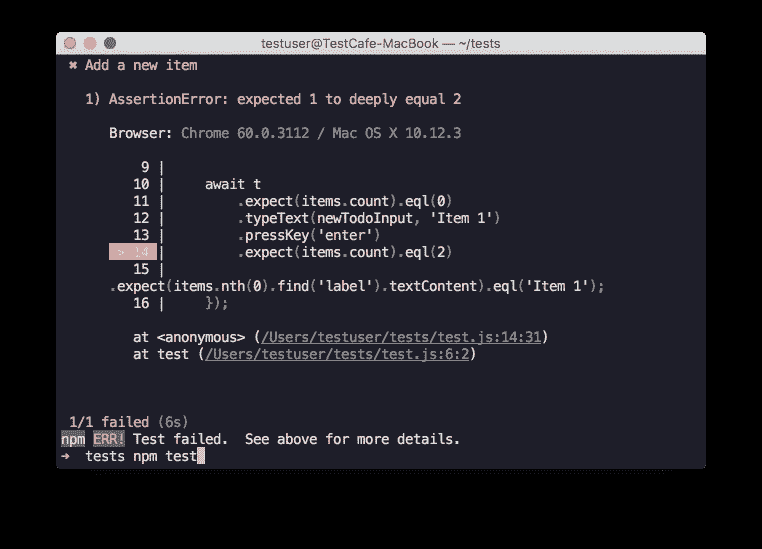 testuser@TestCafe-MacBook — ~/tests
✖ Add a new item
1) AssertionError: expected 1 to deeply equal 2
Browser: Chrome 60.0.3112 / Mac OS X 10.12.3
9 |
10 |     await t
11 |         .expect(items.count).eql(0)
12 |         .typeText(newTodoInput, 'Item 1')
13 |         .pressKey('enter')
> 14 |         .expect(items.count).eql(2)
15 |
.expect(items.nth(0).find('label').textContent).eql('Item 1');
16 |     });
at <anonymous> (/Users/testuser/tests/test.js:14:31)
at test (/Users/testuser/tests/test.js:6:2)
1/1 failed (6s)
npm ERR! Test failed.  See above for more details.
➜  tests npm test